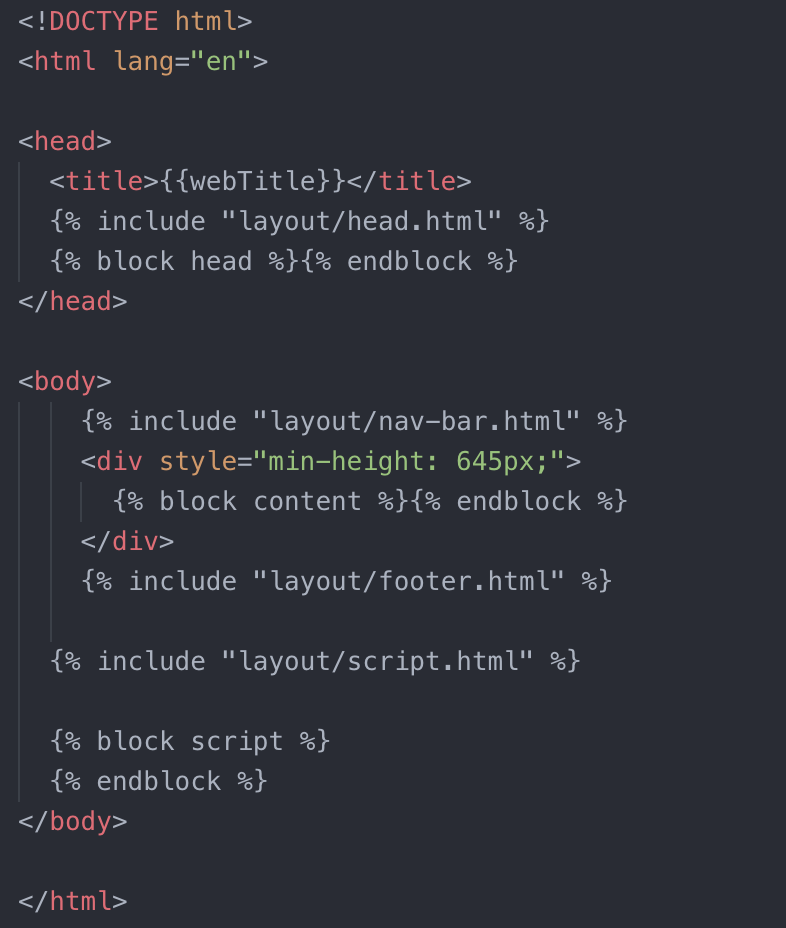 <!DOCTYPE html>
<html lang="en">
<head>
<title>{{webTitle}}</title>
{% include "layout/head.html" %}
{% block head %}{% endblock %}
</head>
<body>
{% include "layout/nav-bar.html" %}
<div style="min-height: 645px;">
{% block content %}{% endblock %}
</div>
{% include "layout/footer.html" %}
{% include "layout/script.html" %}
{% block script %}
{% endblock %}
</body>
</html>